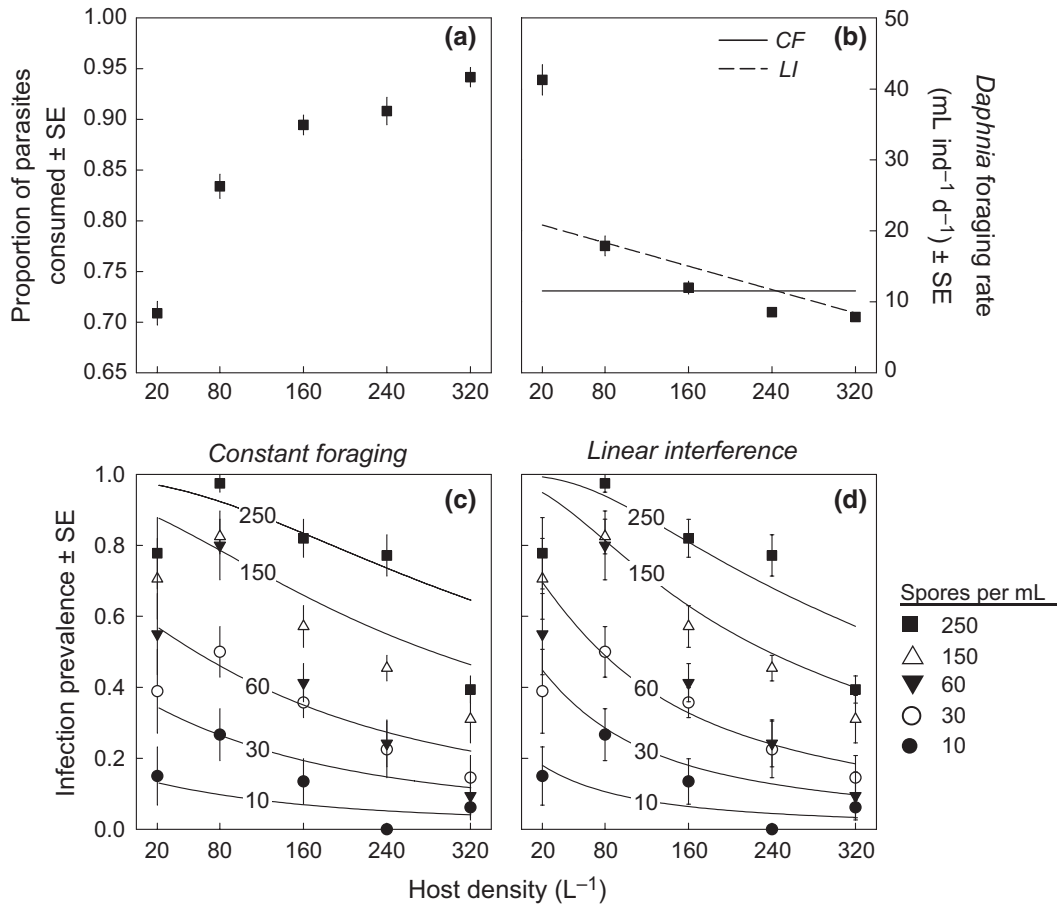 (a)
Proportion of parasites
consumed ± SE
1.00
0.95
0.90
0.85
0.80
0.75
0.70
0.65
20 80 160 240 320
(b)
CF
LI
50
40
30
20
10
0
Daphnia foraging rate
(mL ind⁻¹ d⁻¹) ± SE
20 80 160 240 320
Constant foraging
(c)
Infection prevalence ± SE
1.0
0.8
0.6
0.4
0.2
0.0
250
150
60
30
10
20 80 160 240 320
Linear interference
(d)
250
150
60
30
10
20 80 160 240 320
Host density (L⁻¹)
Spores per mL
250
150
60
30
10